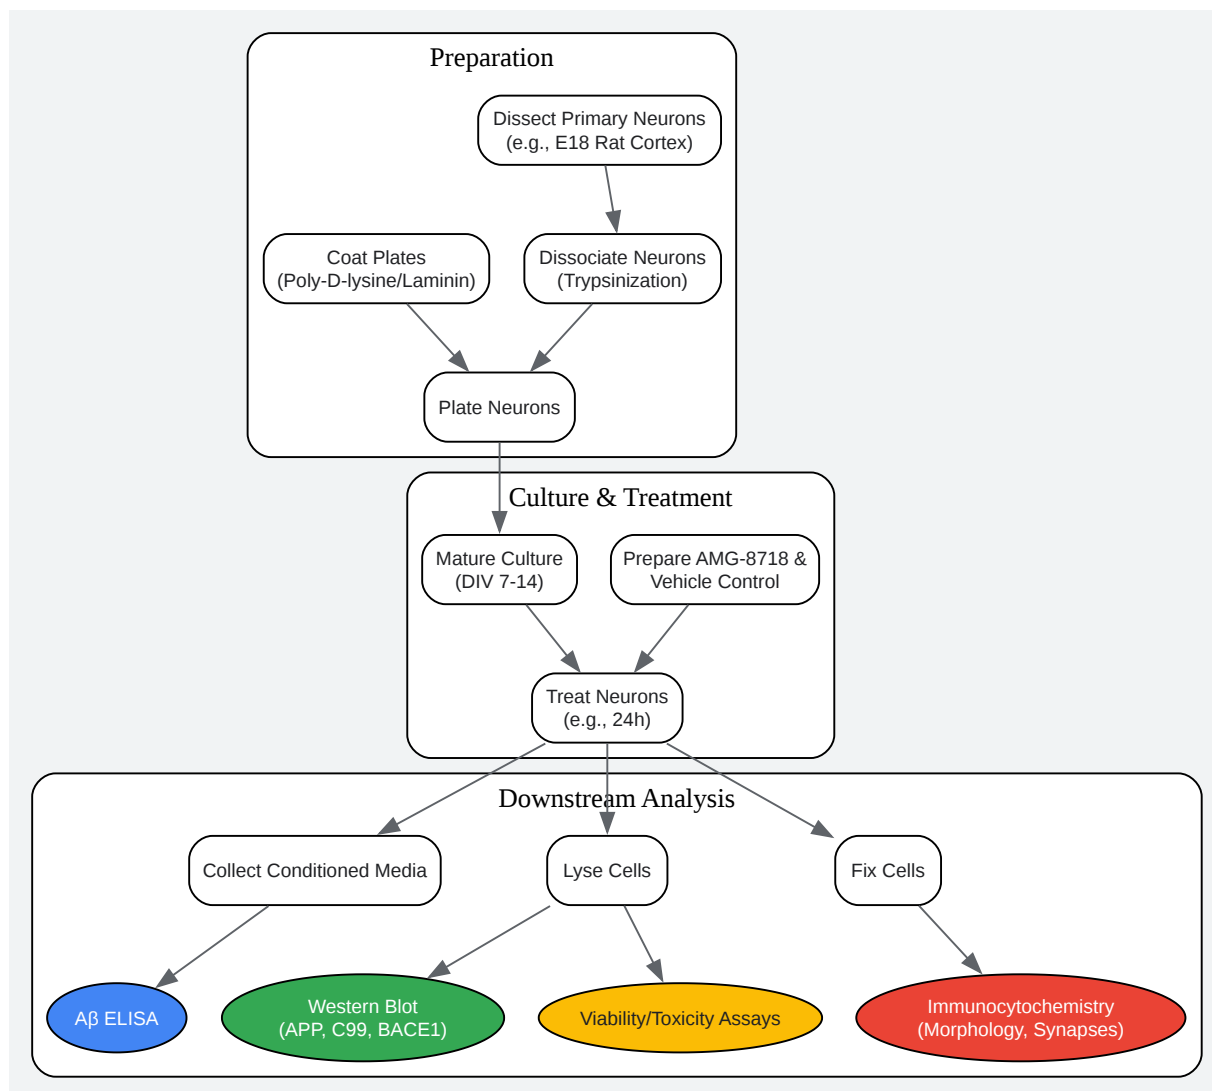 Preparation
Dissect Primary Neurons
(e.g., E18 Rat Cortex)
Coat Plates
(Poly-D-lysine/Laminin)
Dissociate Neurons
(Trypsinization)
Plate Neurons
Culture & Treatment
Mature Culture
(DIV 7-14)
Prepare AMG-8718 &
Vehicle Control
Treat Neurons
(e.g., 24h)
Downstream Analysis
Collect Conditioned Media
Lyse Cells
Fix Cells
Aβ ELISA
Western Blot
(APP, C99, BACE1)
Viability/Toxicity Assays
Immunocytochemistry
(Morphology, Synapses)